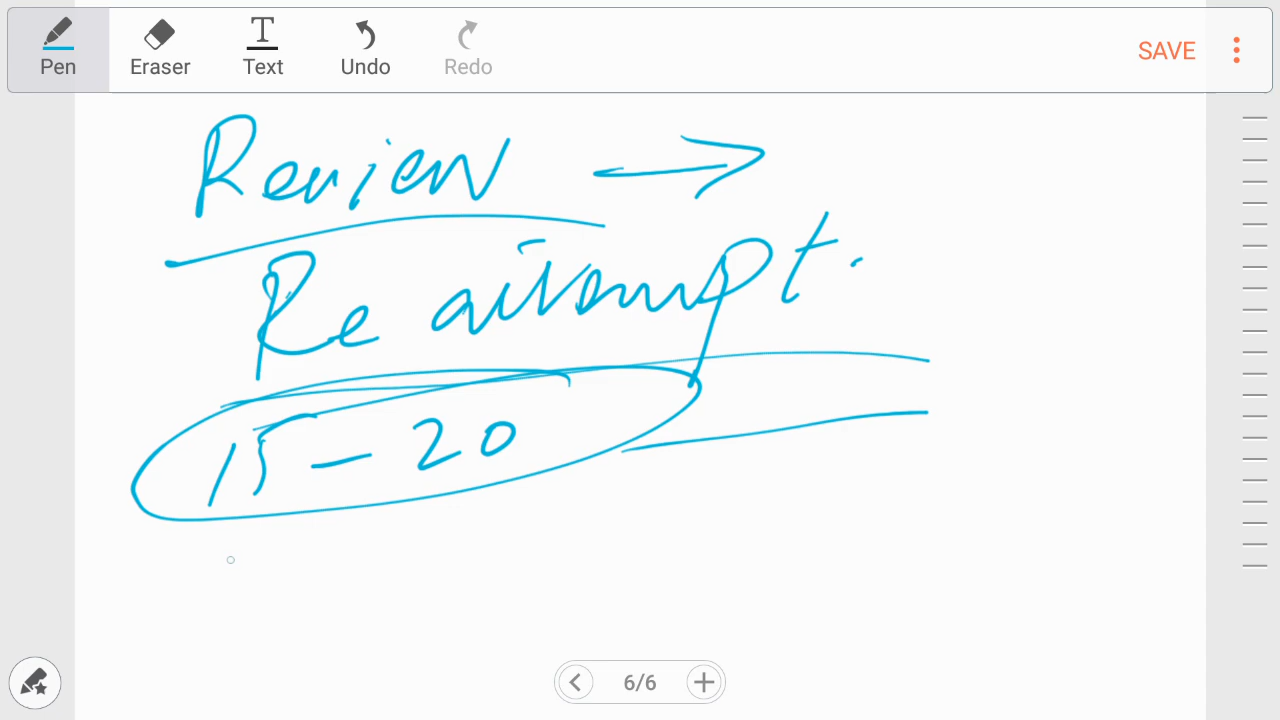 Pen Eraser Text Undo Redo SAVE
Review →
Re attempt.
15 - 20
6/6